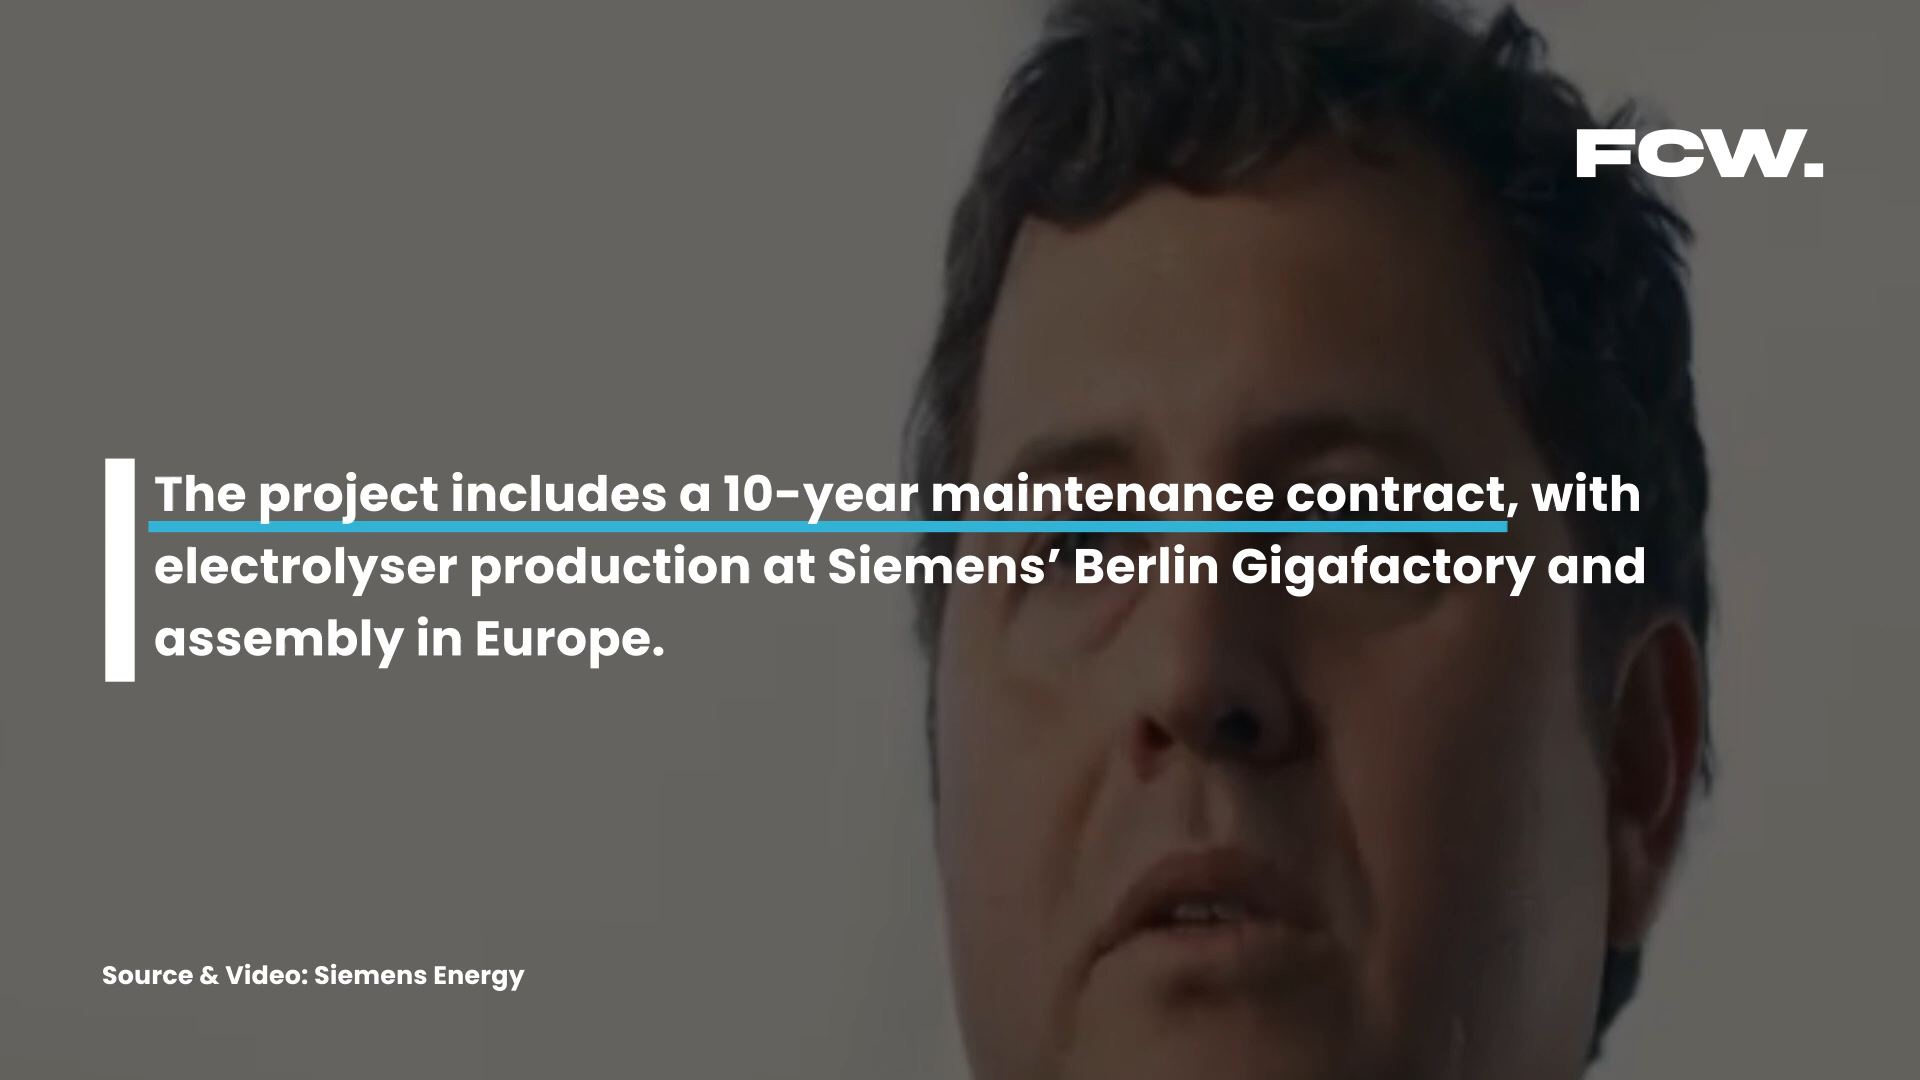 FCW.
The project includes a 10-year maintenance contract, with
electrolyser production at Siemens’ Berlin Gigafactory and
assembly in Europe.
Source & Video: Siemens Energy